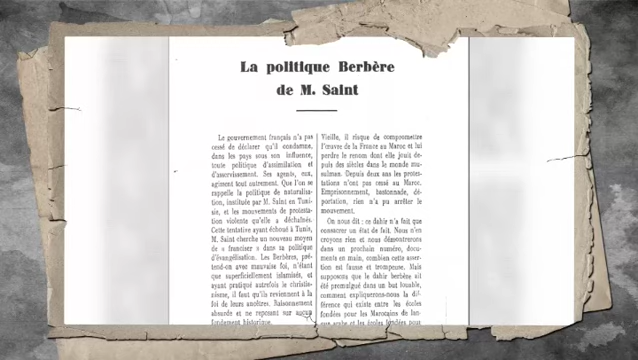 La politique Berbère
de M. Saint
Le gouvernement français n'a pas
cessé de déclarer qu'il condamne,
dans les pays sous son influence,
toute politique d'assimilation et
d'asservissement. Ses agents, eux,
agissent tout autrement. Que l'on se
rappelle la politique de naturalisa-
tion, instituée par M. Saint en Tuni-
sie, et les mouvements de protesta-
tion violents qu'elle a déchaînés.
Cette tentative ayant échoué à Tunis,
M. Saint cherche un nouveau moyen
de « franciser » dans sa politique
d'évangélisation. Les Berbères, pré-
tend-on avec mauvaise foi, n'étant
que superficiellement islamisés, et
ayant pratiqué autrefois le christia-
nisme, il faut qu'ils reviennent à la
foi de leurs ancêtres. Raisonnement
absurde et ne reposant sur aucun
fondement historique.
Vieille, il risque de compromettre
l'œuvre de la France au Maroc et lui
perdre le renom dont elle jouit de-
puis des siècles dans le monde mu-
sulman. Depuis deux ans les protes-
tations n'ont pas cessé au Maroc.
Emprisonnement, bastonnade, dé-
portation, rien n'a pu arrêter le
mouvement.
On nous dit : ce dahir n'a fait que
consacrer un état de fait. Nous n'en
croyons rien et nous démontrerons
dans un prochain numéro, docu-
ments en main, combien cette asser-
tion est fausse et trompeuse. Mais
supposons que le dahir berbère ait
été promulgué dans un but louable,
comment expliquerons-nous la dif-
férence qui existe entre les écoles
fondées pour les Marocains de lan-
gue arabe et les écoles fondées pour